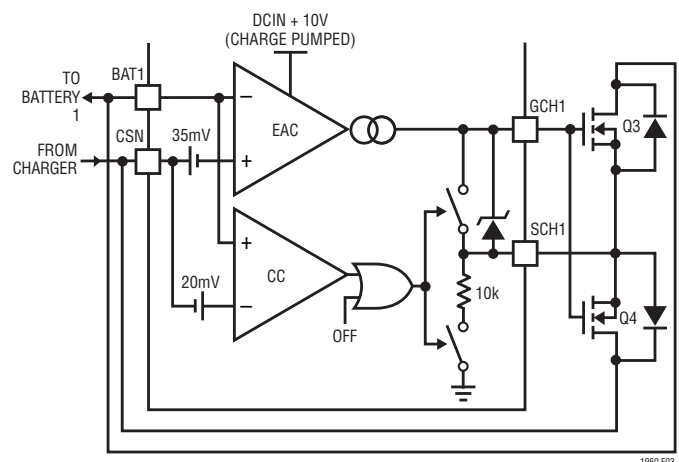 DCIN + 10V
(CHARGE PUMPED)
TO
BATTERY
1
BAT1
–
EAC
+
GCH1
Q3
FROM
CHARGER
CSN
35mV
+
CC
–
20mV
OFF
10k
SCH1
Q4
1960 F03